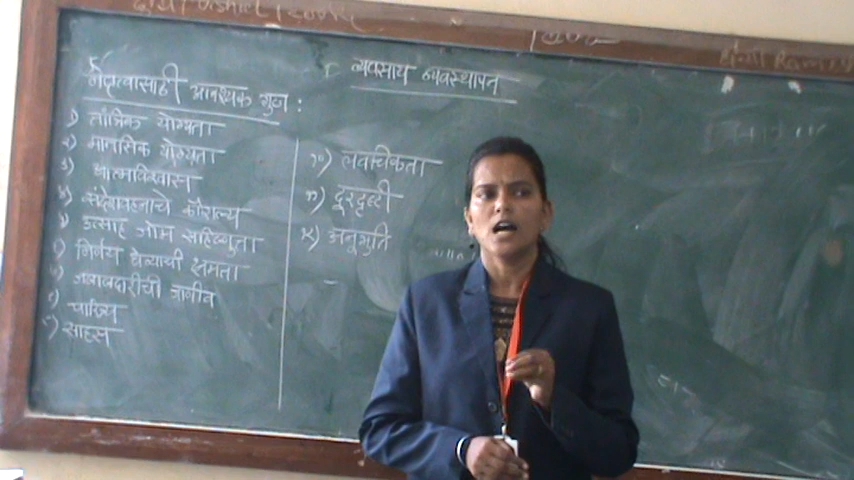 व्यवसाय व्यवस्थापन
नेतृत्वासाठी आवश्यक गुण :
१) तांत्रिक योग्यता
२) मानसिक योग्यता
३) आत्मविश्वास
४) संदेशवहनाचे कौशल्य
५) उत्साह सहिष्णुता
६) निर्णय घेण्याची क्षमता
७) जबाबदारीची जाणीव
८) चारित्र्य
९) साहस
१०) लवचिकता
११) दूरदृष्टी
१२) अनुभुति